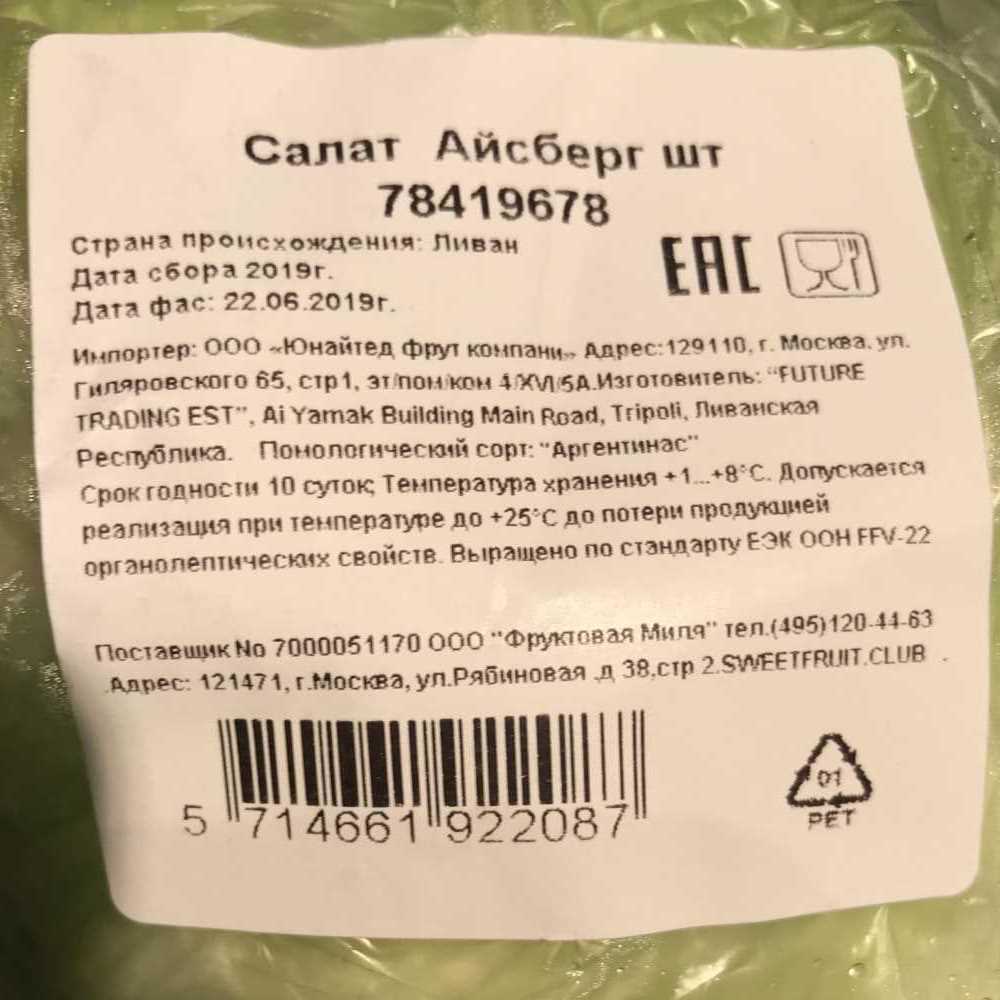 Салат Айсберг шт
78419678
Страна происхождения: Ливан
Дата сбора 2019г.
Дата фас: 22.06.2019г.
EAC
Импортер: ООО «Юнайтед фрут компани» Адрес:129110, г. Москва. ул.
Гиляровского 65, стр1, эт/пом/ком 4/XVI/5А.Изготовитель: “FUTURE
TRADING EST”, Ai Yamak Building Main Road, Tripoli, Ливанская
Республика. Помологический сорт: “Аргентинас”
Срок годности 10 суток; Температура хранения +1...+8°С. Допускается
реализация при температуре до +25°С до потери продукцией
органолептических свойств. Выращено по стандарту ЕЭК ООН FFV-22
Поставщик No 7000051170 ООО "Фруктовая Миля" тел.(495)120-44-63
.Адрес: 121471, г.Москва, ул.Рябиновая ,д 38,стр 2.SWEETFRUIT.CLUB .
5 714661 922087
01
PET